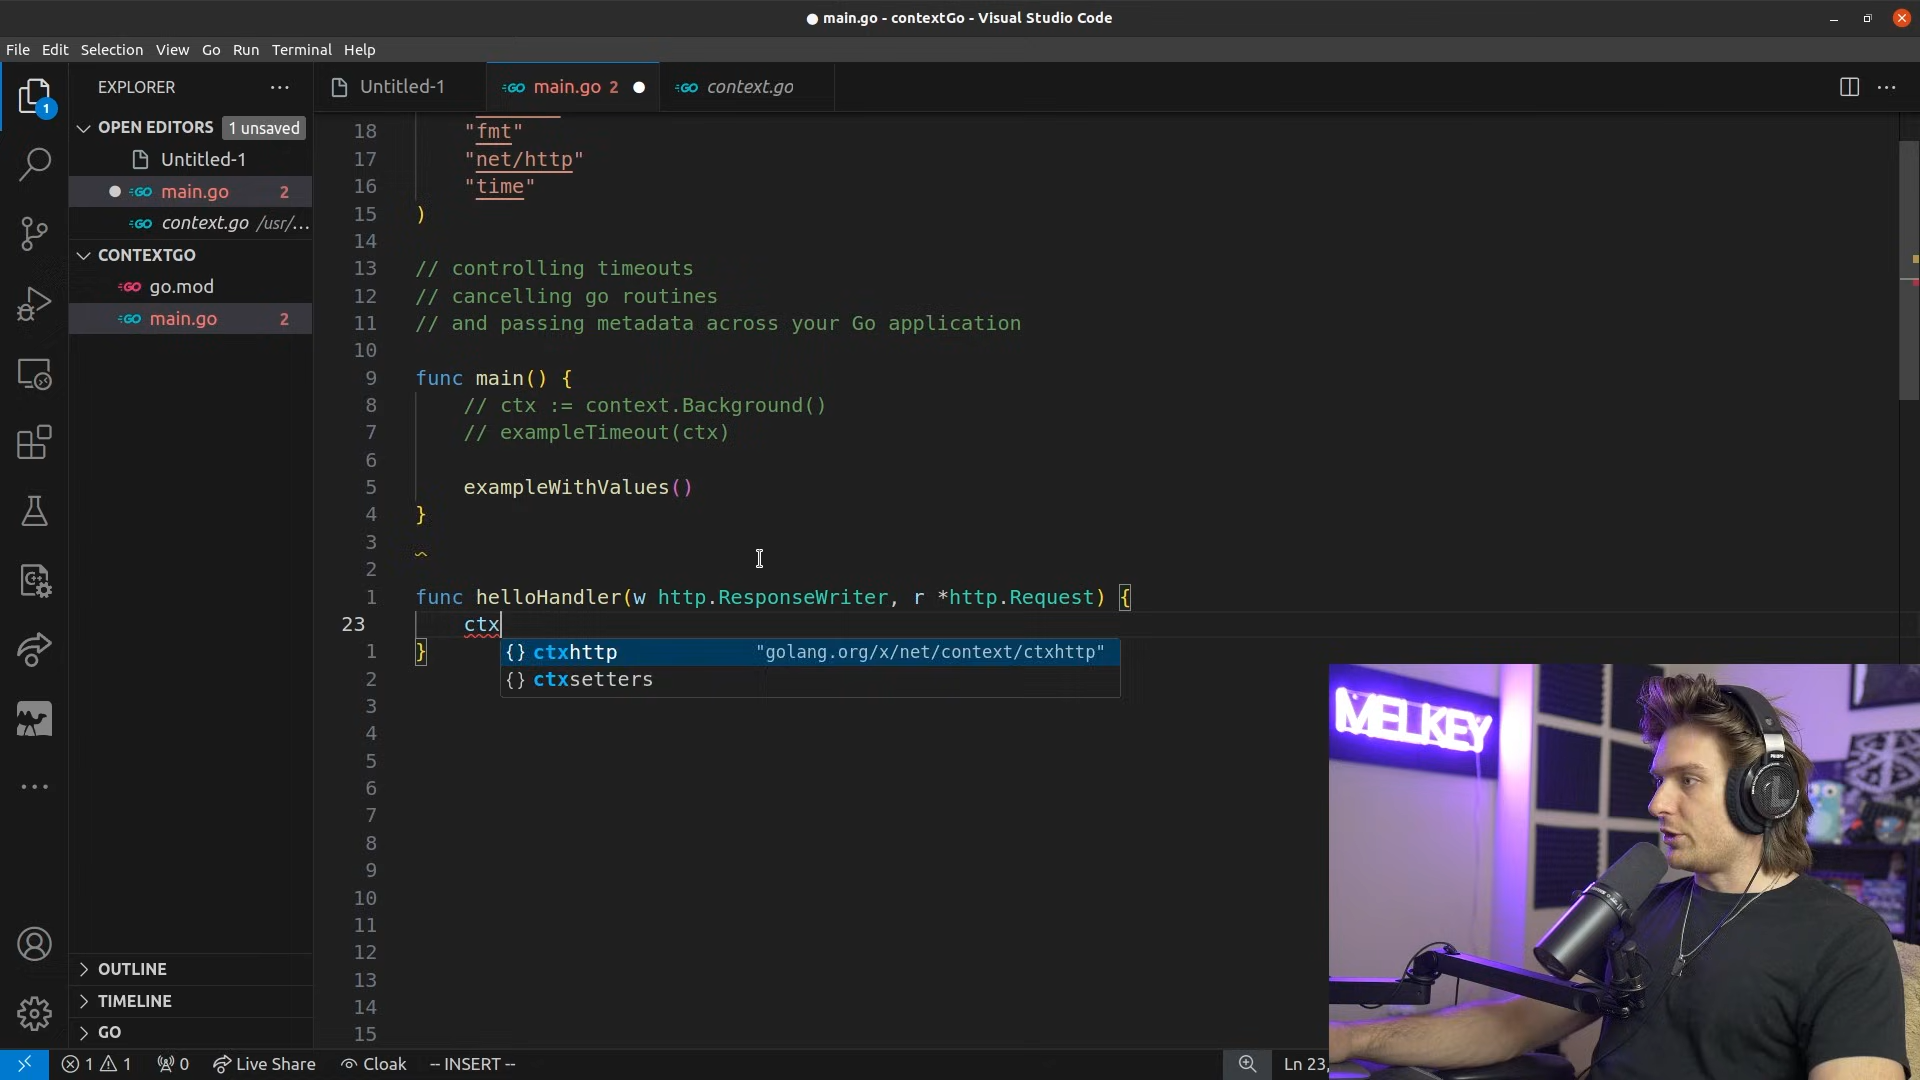 ● main.go - contextGo - Visual Studio Code
File Edit Selection View Go Run Terminal Help
EXPLORER
Untitled-1
main.go 2
context.go
OPEN EDITORS 1 unsaved
Untitled-1
main.go 2
context.go /usr/...
CONTEXTGO
go.mod
main.go 2
OUTLINE
TIMELINE
GO
1
18 "fmt"
17 "net/http"
16 "time"
15 )
14
13 // controlling timeouts
12 // cancelling go routines
11 // and passing metadata across your Go application
10
9 func main() {
8 // ctx := context.Background()
7 // exampleTimeout(ctx)
6
5 exampleWithValues()
4 }
3
2
1 func helloHandler(w http.ResponseWriter, r *http.Request) {
23 ctx
1 }
{} ctxhttp "golang.org/x/net/context/ctxhttp"
{} ctxsetters
2
3
4
5
6
7
8
9
10
11
12
13
14
15
MELKEY
1 1 0 Live Share Cloak -- INSERT -- Ln 23,